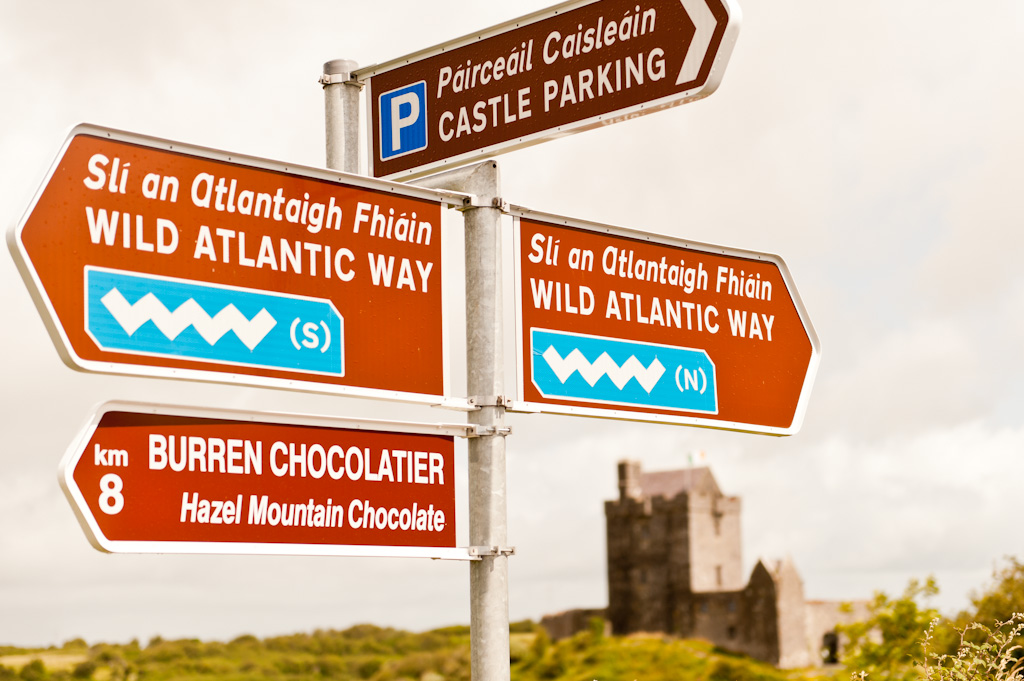 P
Páirceáil Caisleáin
CASTLE PARKING
Slí an Atlantaigh Fhiáin
WILD ATLANTIC WAY
(S)
Slí an Atlantaigh Fhiáin
WILD ATLANTIC WAY
(N)
km
8
BURREN CHOCOLATIER
Hazel Mountain Chocolate